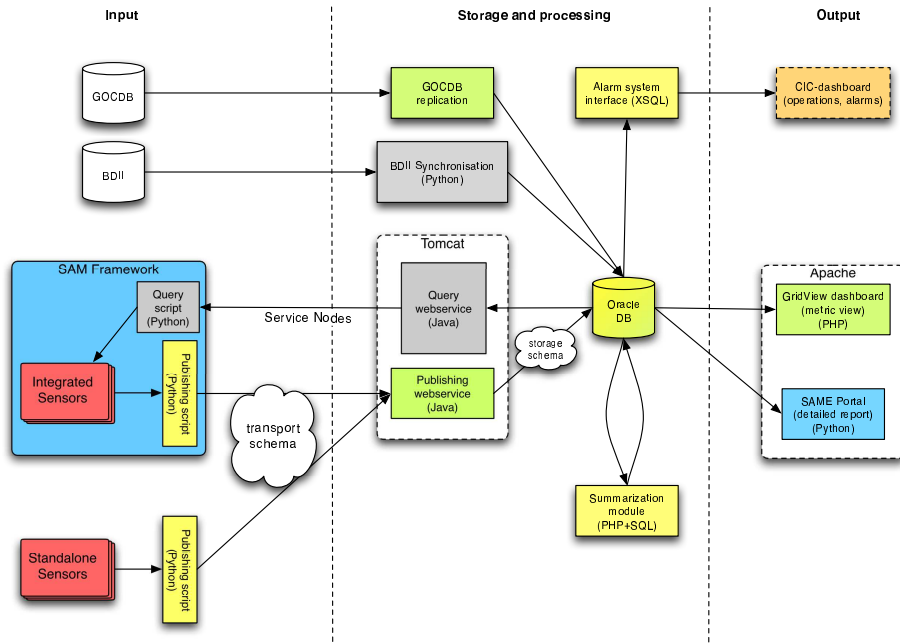 Input
Storage and processing
Output
GOCDB
GOCDB
replication
Alarm system
interface (XSQL)
CIC-dashboard
(operations, alarms)
BDII
BDII Synchronisation
(Python)
SAM Framework
Query
script
(Python)
Integrated
Sensors
Publishing script
(Python)
Service Nodes
transport
schema
Tomcat
Query
webservice
(Java)
Publishing
webservice
(Java)
storage
schema
Oracle
DB
Apache
GridView dashboard
(metric view)
(PHP)
SAME Portal
(detailed report)
(Python)
Summarization
module
(PHP+SQL)
Standalone
Sensors
Publshing script
(Python)